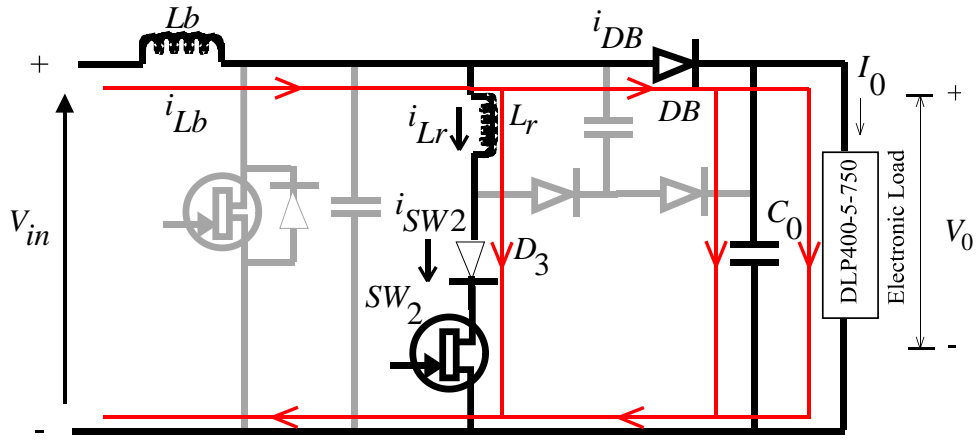 Lb
iDB
+
I0
+
iLb
iLr
Lr
DB
Vin
iSW2
D3
C0
DLP400-5-750
Electronic Load
V0
SW2
-
-